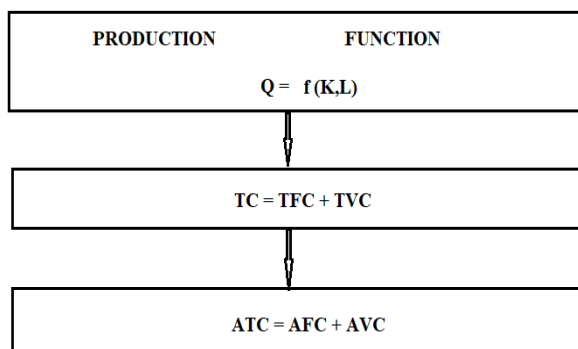 PRODUCTION FUNCTION
Q = f (K,L)
TC = TFC + TVC
ATC = AFC + AVC